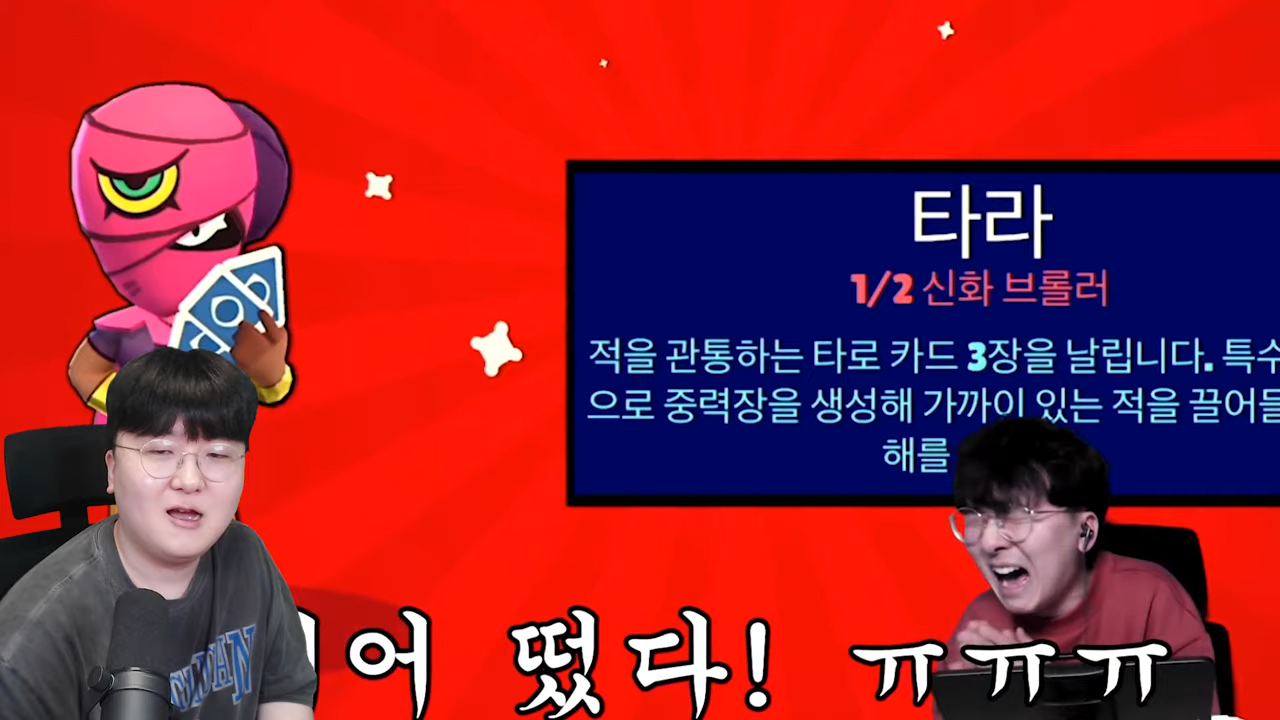 타라
1/2 신화 브롤러
적을 관통하는 타로 카드 3장을 날립니다. 특수
으로 중력장을 생성해 가까이 있는 적을 끌어들
해를
어 떴다! ㅠㅠㅠ